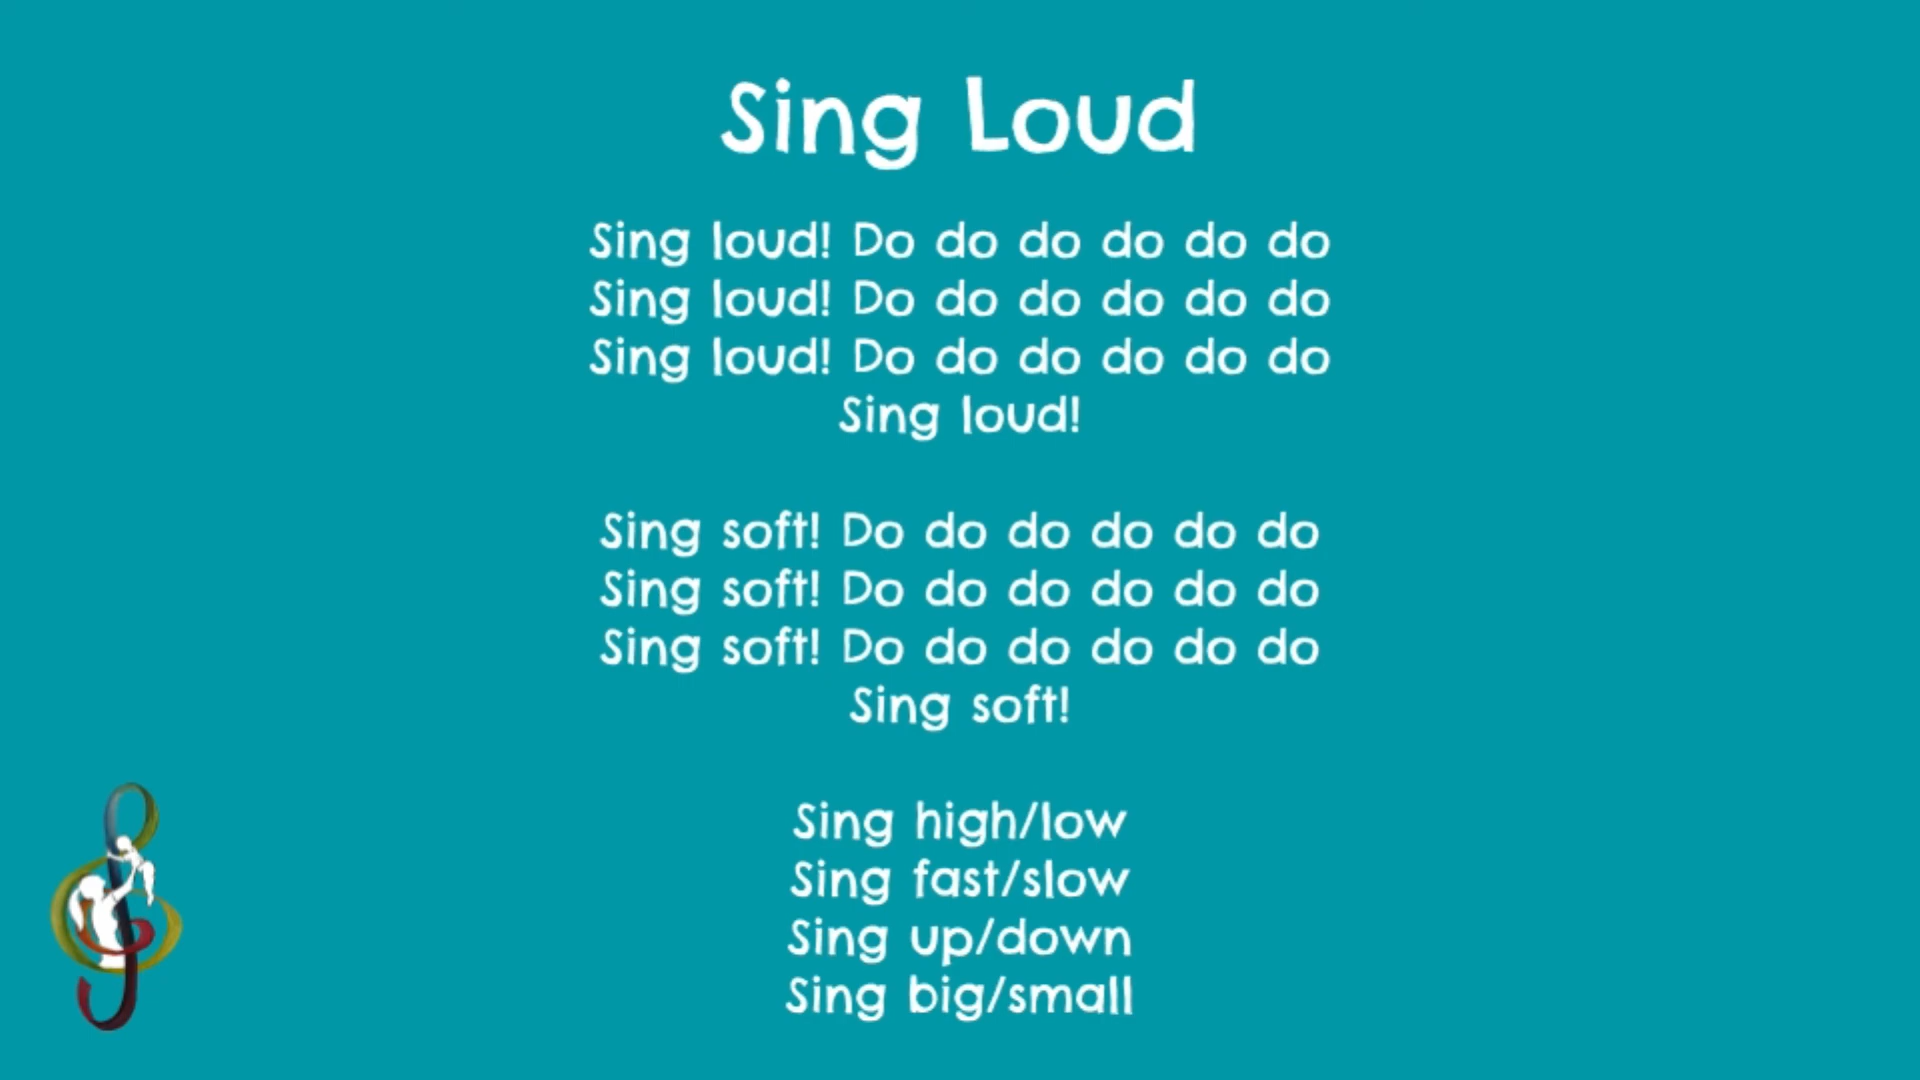 Sing Loud
Sing loud! Do do do do do do
Sing loud! Do do do do do do
Sing loud! Do do do do do do
Sing loud!
Sing soft! Do do do do do do
Sing soft! Do do do do do do
Sing soft! Do do do do do do
Sing soft!
Sing high/low
Sing fast/slow
Sing up/down
Sing big/small